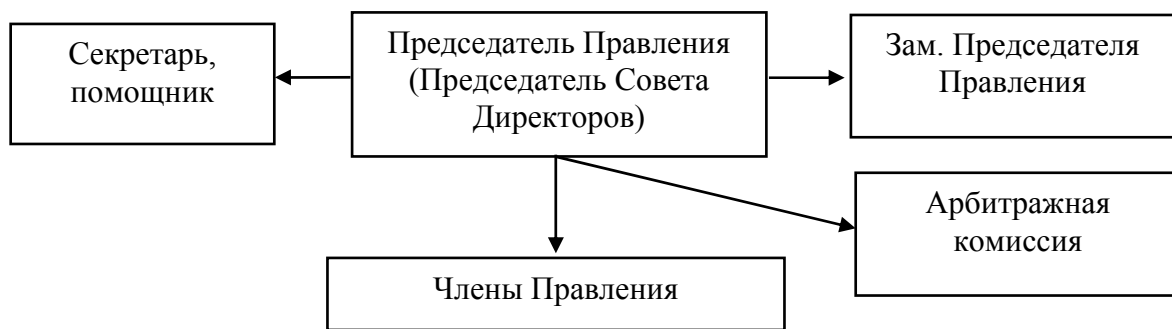 Секретарь,
помощник
Председатель Правления
(Председатель Совета
Директоров)
Зам. Председателя
Правления
Арбитражная
комиссия
Члены Правления